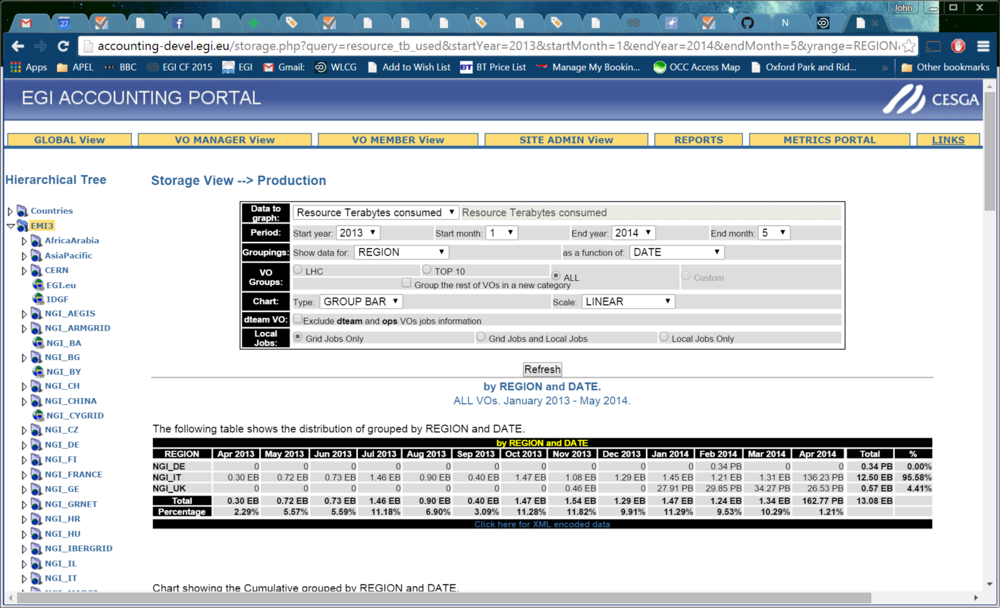 John
27
N
accounting-devel.egi.eu/storage.php?query=resource_tb_used&startYear=2013&startMonth=1&endYear=2014&endMonth=5&yrange=REGION
Apps APEL BBC BBC EGI CF 2015 EGI Gmail: WLCG Add to Wish List BT BT Price List Manage My Bookin... OCC Access Map Oxford Park and Rid... » Other bookmarks
EGI ACCOUNTING PORTAL
CESGA
GLOBAL View VO MANAGER View VO MEMBER View SITE ADMIN View REPORTS METRICS PORTAL LINKS
Hierarchical Tree
Countries
EMI3
AfricaArabia
AsiaPacific
CERN
EGI.eu
IDGF
NGI_AEGIS
NGI_ARMGRID
NGI_BA
NGI_BG
NGI_BY
NGI_CH
NGI_CHINA
NGI_CYGRID
NGI_CZ
NGI_DE
NGI_FI
NGI_FRANCE
NGI_GE
NGI_GRNET
NGI_HR
NGI_HU
NGI_IBERGRID
NGI_IL
NGI_IT
Storage View --> Production
Data to graph: Resource Terabytes consumed Resource Terabytes consumed
Period: Start year: 2013 Start month: 1 End year: 2014 End month: 5
Groupings: Show data for: REGION as a function of: DATE
VO Groups: LHC TOP 10 ALL Custom
Group the rest of VOs in a new category
Chart: Type: GROUP BAR Scale: LINEAR
dteam VO: Exclude dteam and ops VOs jobs information
Local Jobs: Grid Jobs Only Grid Jobs and Local Jobs Local Jobs Only
Refresh
by REGION and DATE.
ALL VOs. January 2013 - May 2014.
The following table shows the distribution of grouped by REGION and DATE.
by REGION and DATE
REGION Apr 2013 May 2013 Jun 2013 Jul 2013 Aug 2013 Sep 2013 Oct 2013 Nov 2013 Dec 2013 Jan 2014 Feb 2014 Mar 2014 Apr 2014 Total %
NGI_DE 0 0 0 0 0 0 0 0 0 0 0.34 PB 0 0 0.34 PB 0.00%
NGI_IT 0.30 EB 0.72 EB 0.73 EB 1.46 EB 0.90 EB 0.40 EB 1.47 EB 1.08 EB 1.29 EB 1.45 EB 1.21 EB 1.31 EB 136.23 PB 12.50 EB 95.58%
NGI_UK 0 0 0 0 0 0 0 0.46 EB 0 27.91 PB 29.85 PB 34.27 PB 26.53 PB 0.57 EB 4.41%
Total 0.30 EB 0.72 EB 0.73 EB 1.46 EB 0.90 EB 0.40 EB 1.47 EB 1.54 EB 1.29 EB 1.47 EB 1.24 EB 1.34 EB 162.77 PB 13.08 EB
Percentage 2.29% 5.57% 5.59% 11.18% 6.90% 3.09% 11.28% 11.82% 9.91% 11.29% 9.53% 10.29% 1.21%
Click here for XML encoded data
Chart showing the Cumulative grouped by REGION and DATE.